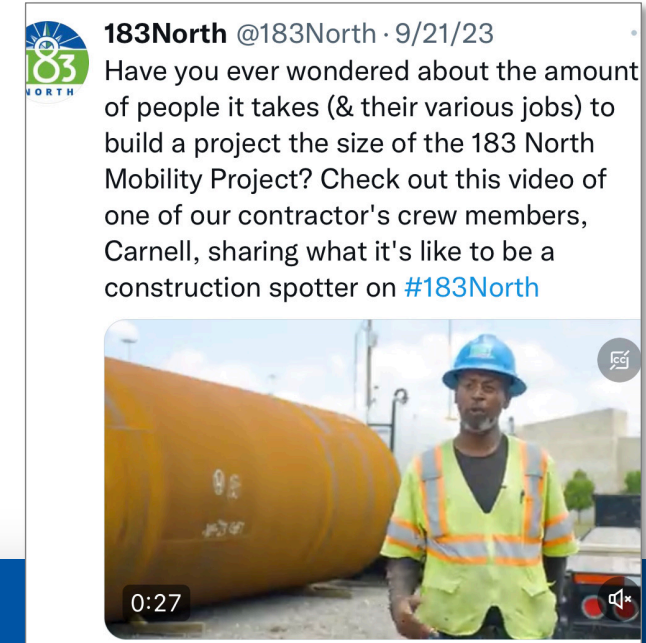 183
NORTH
183North @183North · 9/21/23
Have you ever wondered about the amount
of people it takes (& their various jobs) to
build a project the size of the 183 North
Mobility Project? Check out this video of
one of our contractor's crew members,
Carnell, sharing what it's like to be a
construction spotter on #183North
CC
0:27